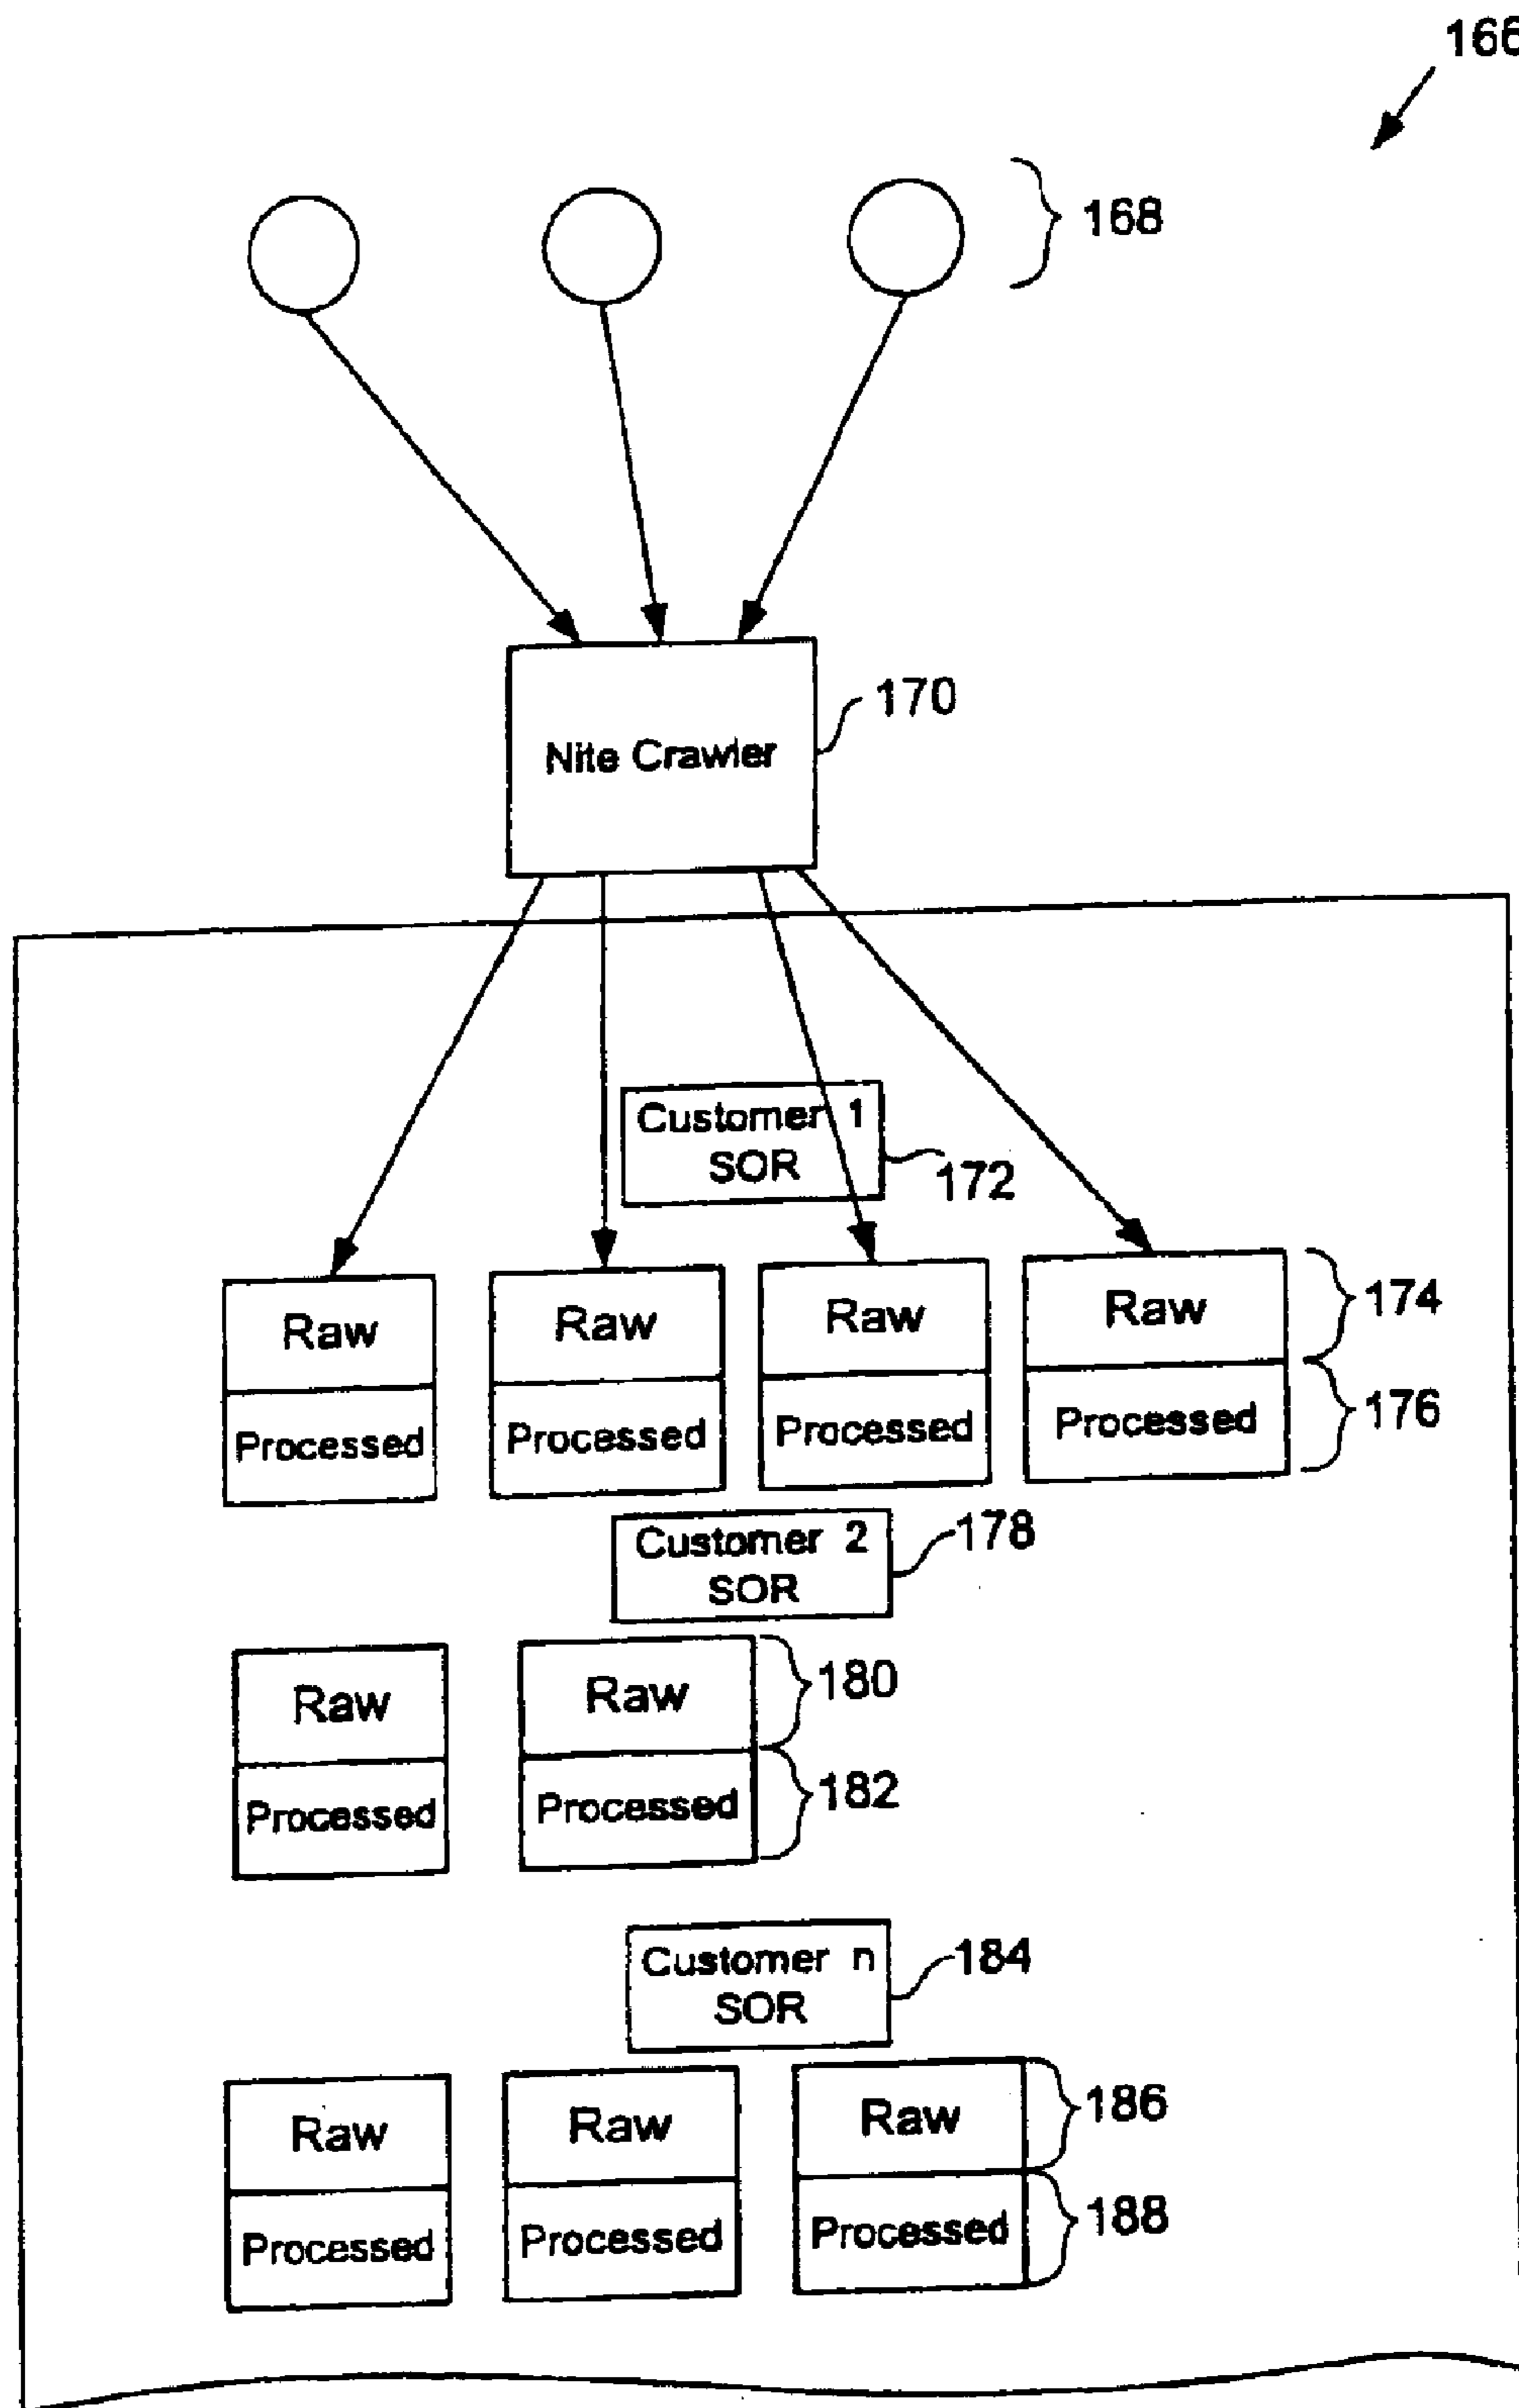 166
168
170
Nite Crawler
Customer 1
SOR
172
Raw
Raw
Raw
Raw
174
Processed
Processed
Processed
Processed
176
Customer 2
SOR
178
Raw
Raw
180
Processed
Processed
182
Customer n
SOR
184
Raw
Raw
Raw
186
Processed
Processed
Processed
188